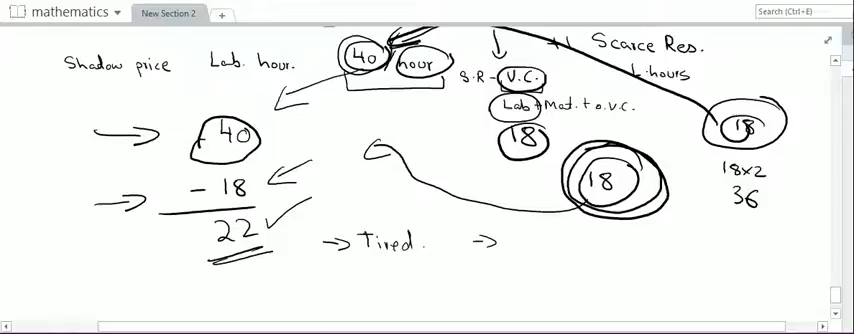 mathematics
New Section 2
+
Search (Ctrl+E)
+1 Scarce Res.
L.hours
Shadow price Lab. hour. 40 / hour
S.R - V.C.
Lab + Mat. + o.V.C.
40
18
18
- 18
18
18x2
22
36
→ Tired. →